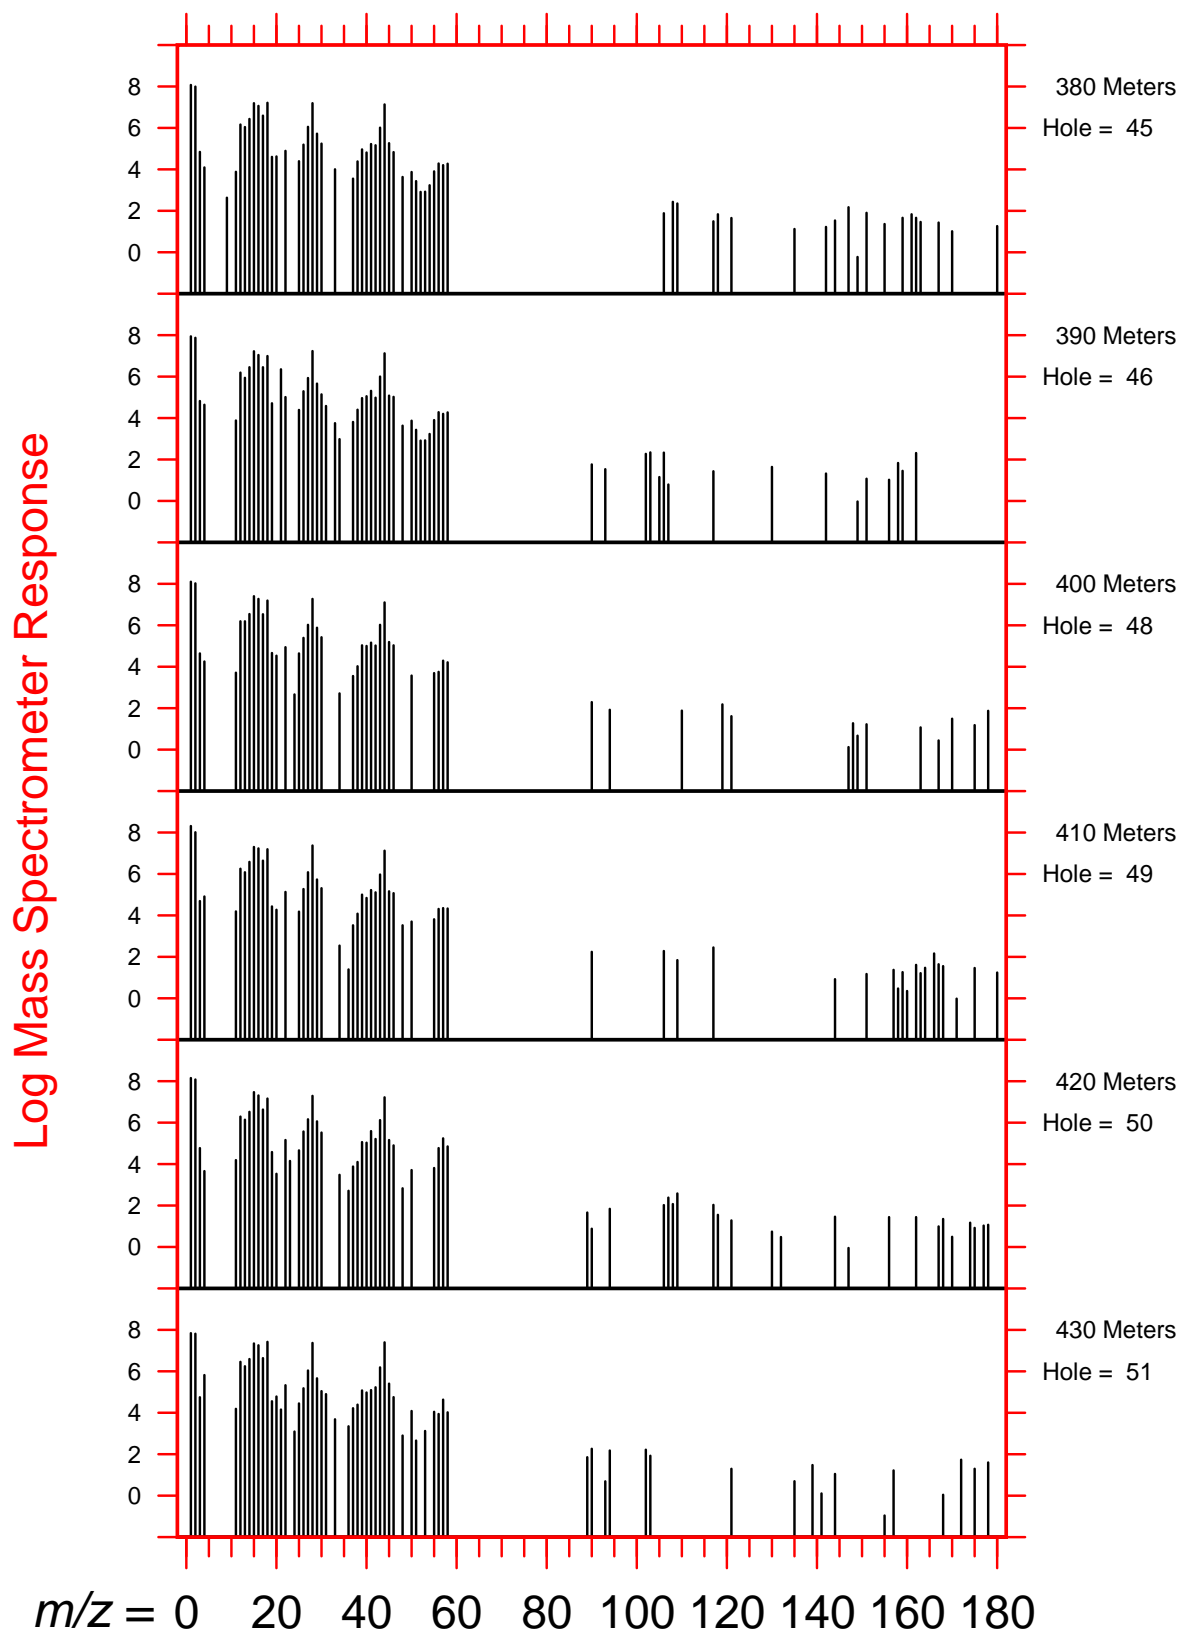 8
6
4
2
0
380 Meters
Hole = 45
8
6
4
2
0
390 Meters
Hole = 46
8
6
4
2
0
400 Meters
Hole = 48
8
6
4
2
0
410 Meters
Hole = 49
8
6
4
2
0
420 Meters
Hole = 50
8
6
4
2
0
430 Meters
Hole = 51
Log Mass Spectrometer Response
m/z = 0 20 40 60 80 100 120 140 160 180